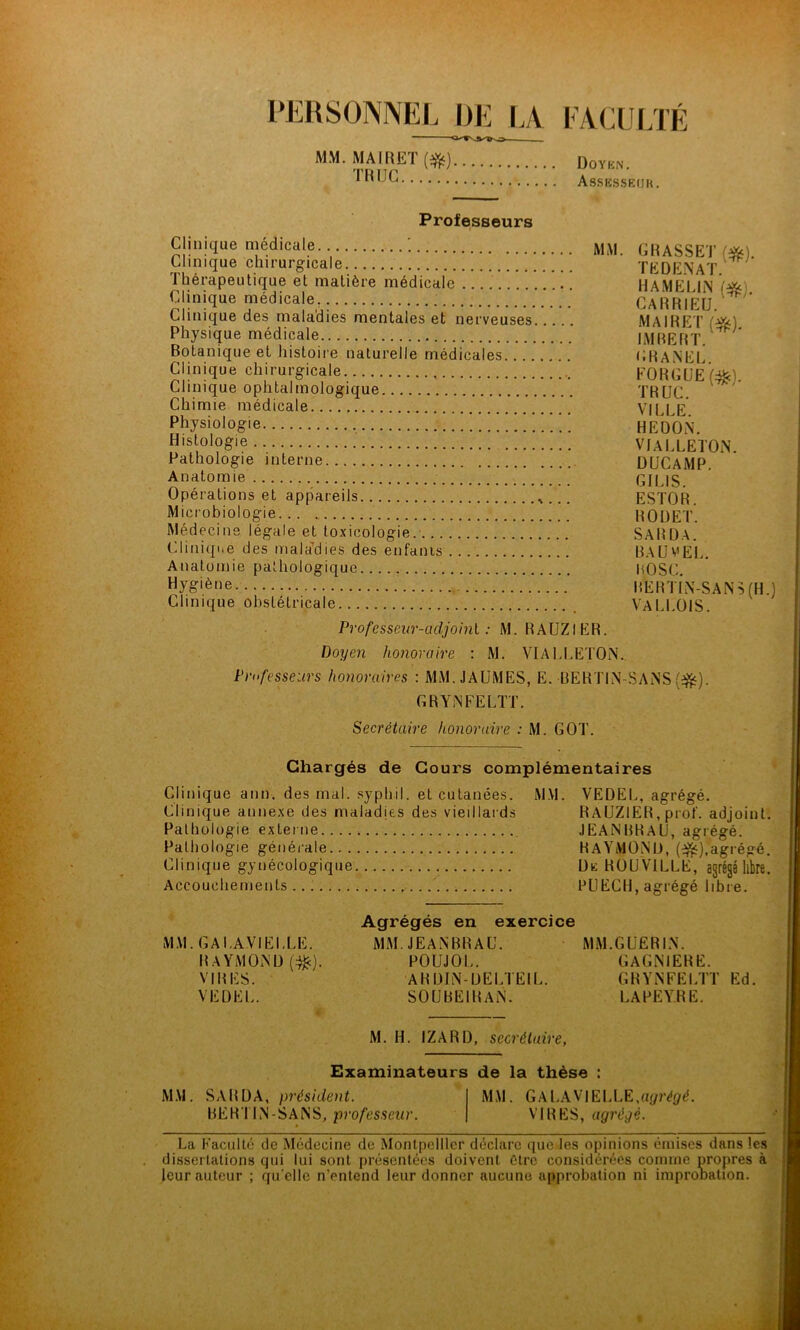 PERSONNEL DE LA FACULTÉ
MM. MAIRET (✻)............ DOYEN.
TRUC.................... ASSESSEUR.
Professeurs
Clinique médicale........... MM. GRASSET (✻).
Clinique chirurgicale........... TÉDENAT.
Thérapeutique et matière médicale........... HAMELIN (✻).
Clinique médicale........... CARRIEU.
Clinique des maladies mentales et nerveuses...... MAIRET (✻).
Physique médicale........... IMBERT.
Botanique et histoire naturelle médicales........ GRANEL.
Clinique chirurgicale........... FORGUE (✻).
Clinique ophtalmologique........... TRUC.
Chimie médicale........... VILLE.
Physiologie........... HEDON.
Histologie........... VIALLETON.
Pathologie interne........... DUCAMP.
Anatomie........... GILIS.
Opérations et appareils........... ESTOR.
Microbiologie........... RODET.
Médecine légale et toxicologie........... SARDA.
Clinique des maladies des enfants........... BAUMEL.
Anatomie pathologique........... BOSC.
Hygiène........... BERTIN-SANS (H.)
Clinique obstétricale........... VALLOIS.
Professeur-adjoint : M. RAUZIER.
Doyen honoraire : M. VIALLETON.
Professeurs honoraires : MM. JAUMES, E. BERTIN-SANS (✻).
GRYNFELTT.
Secrétaire honoraire : M. GOT.
Chargés de Cours complémentaires
Clinique ann. des mal. syphil. et cutanées. MM. VEDEL, agrégé.
Clinique annexe des maladies des vieillards RAUZIER, prof. adjoint.
Pathologie externe........... JEANBRAU, agrégé.
Pathologie générale........... RAYMOND, (✻), agrégé.
Clinique gynécologique........... DE ROUVILLE, agrégé libre.
Accouchements........... PUECH, agrégé libre.
Agrégés en exercice
MM. GALAVIELLE. MM. JEANBRAU. MM. GUERIN.
RAYMOND (✻). POUJOL. GAGNIERE.
VIRES. ARDIN-DELTEIL. GRYNFELTT Ed.
VEDEL. SOUBEIRAN. LAPEYRE.
M. H. IZARD, secrétaire,
Examinateurs de la thèse :
MM. SARDA, président. MM. GALAVIELLE, agrégé.
BERTIN-SANS, professeur. VIRES, agrégé.
La Faculté de Médecine de Montpellier déclare que les opinions émises dans les
dissertations qui lui sont présentées doivent être considérées comme propres à
leur auteur ; qu'elle n'entend leur donner aucune approbation ni improbation.